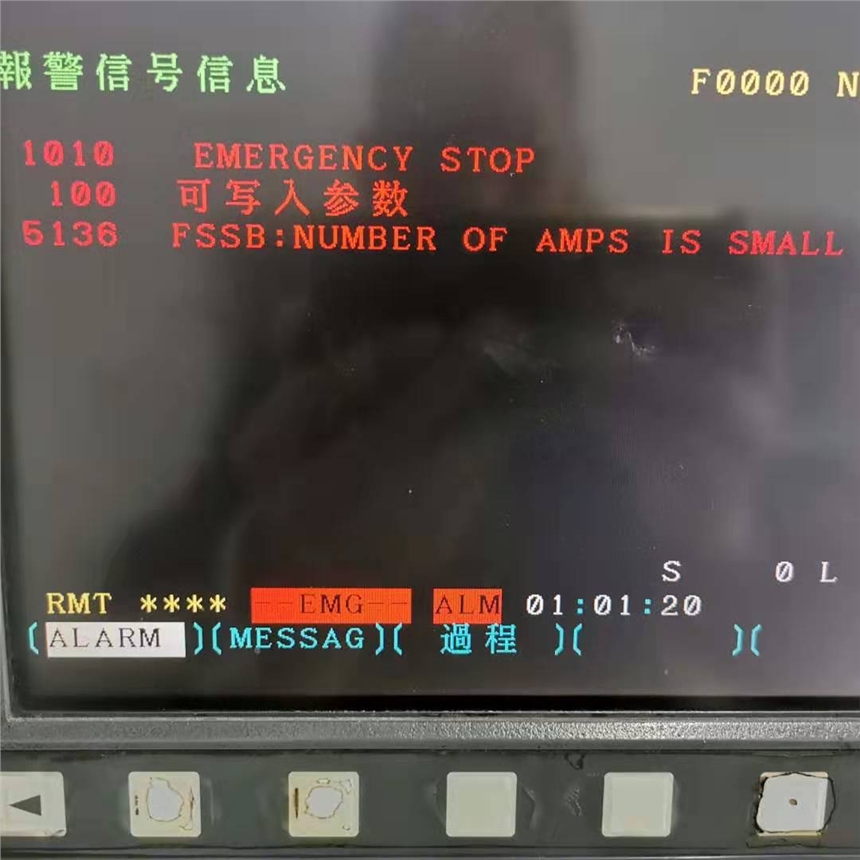 報警信号信息 F0000 N
1010 EMERGENCY STOP
100 可写入参数
5136 FSSB:NUMBER OF AMPS IS SMALL
S 0 L
RMT **** --EMG-- ALM 01:01:20
(ALARM)(MESSAG)( 過程 )( )(